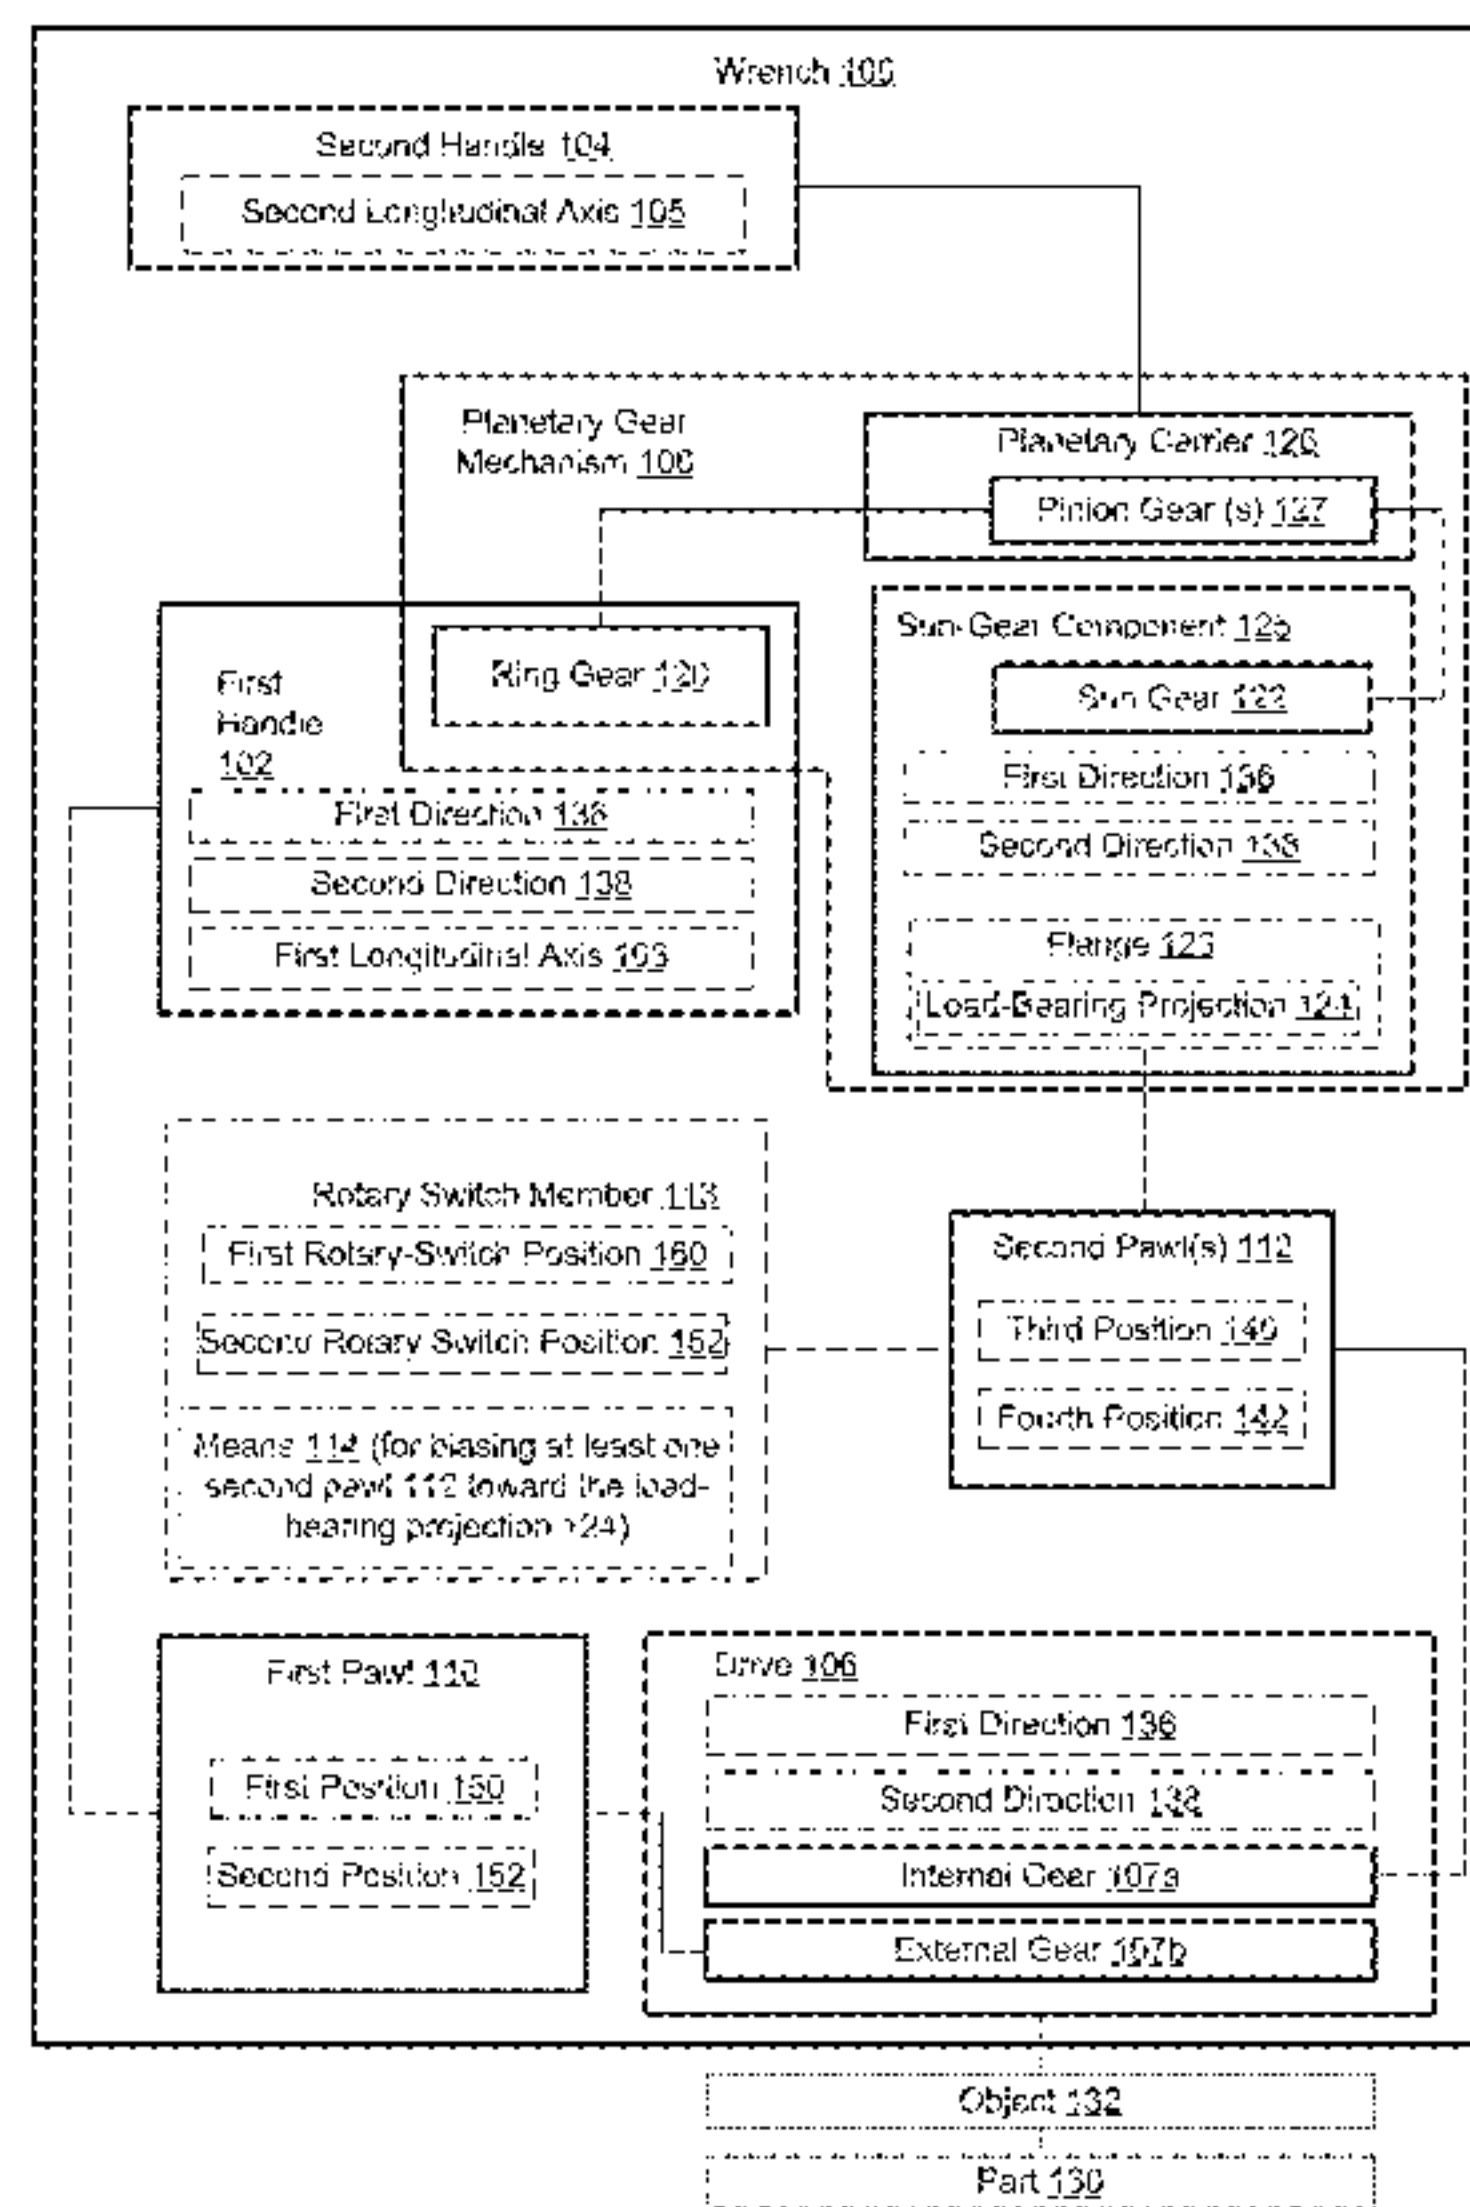 Wrench 100
Second Handle 104
Second Longitudinal Axis 105
Planetary Gear
Mechanism 108
Planetary Carrier 126
Pinion Gear (s) 127
Ring Gear 120
First
Handle
102
First Direction 136
Second Direction 138
First Longitudinal Axis 103
Sun-Gear Component 125
Sun Gear 122
First Direction 136
Second Direction 138
Flange 123
Load-Bearing Projection 124
Rotary Switch Member 113
First Rotary-Switch Position 160
Second Rotary Switch Position 162
Means 114 (for biasing at least one
second pawl 112 toward the load-
bearing projection 124)
Second Pawl(s) 112
Third Position 140
Fourth Position 142
First Pawl 110
First Position 150
Second Position 152
Drive 106
First Direction 136
Second Direction 138
Internal Gear 107a
External Gear 107b
Object 132
Part 130